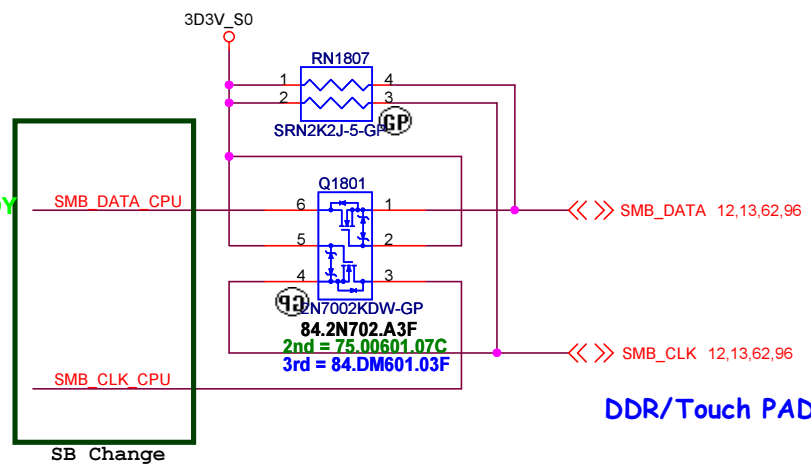 3D3V_S0
RN1807
1
4
2
3
SRN2K2J-5-GP
GP
Q1801
SMB_DATA_CPU
6
1
SMB_DATA 12,13,62,96
5
2
4
3
GP
2N7002KDW-GP
84.2N702.A3F
2nd = 75.00601.07C
3rd = 84.DM601.03F
SMB_CLK 12,13,62,96
SMB_CLK_CPU
DDR/Touch PAD
SB Change